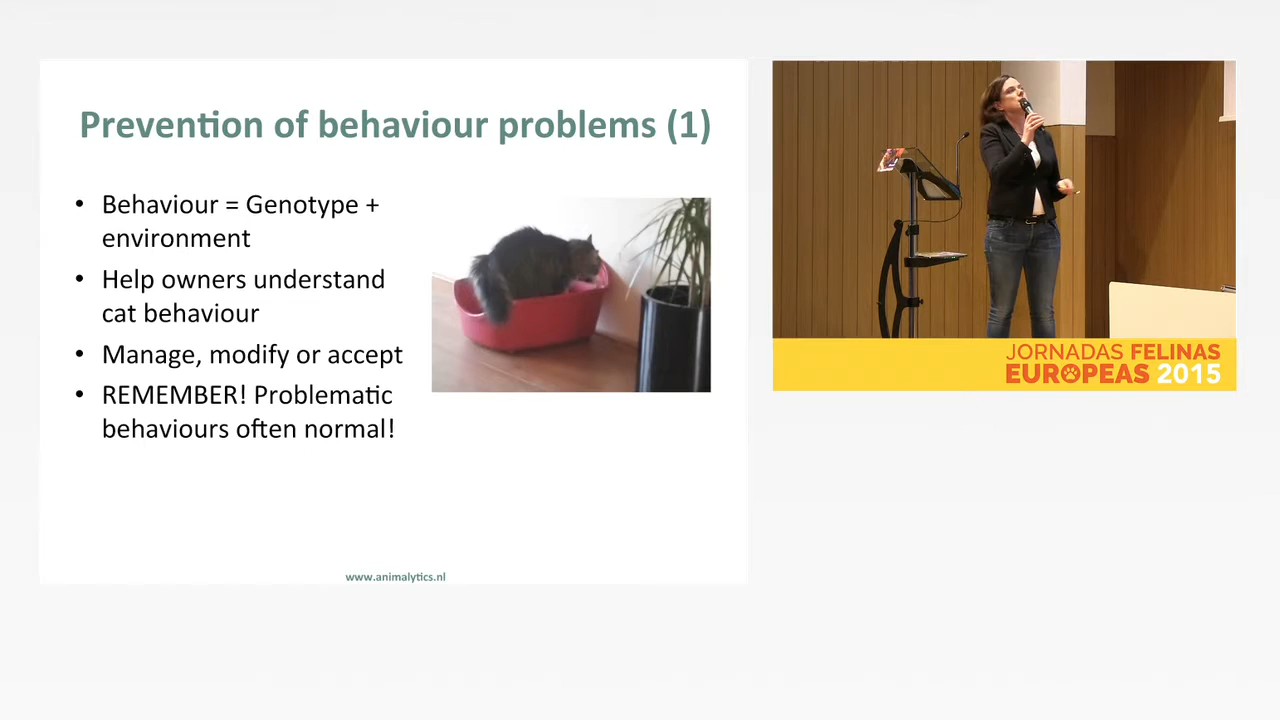 Prevention of behaviour problems (1)
• Behaviour = Genotype +
environment
• Help owners understand
cat behaviour
• Manage, modify or accept
• REMEMBER! Problematic
behaviours often normal!
www.animalytics.nl
JORNADAS FELINAS
EUROPEAS 2015